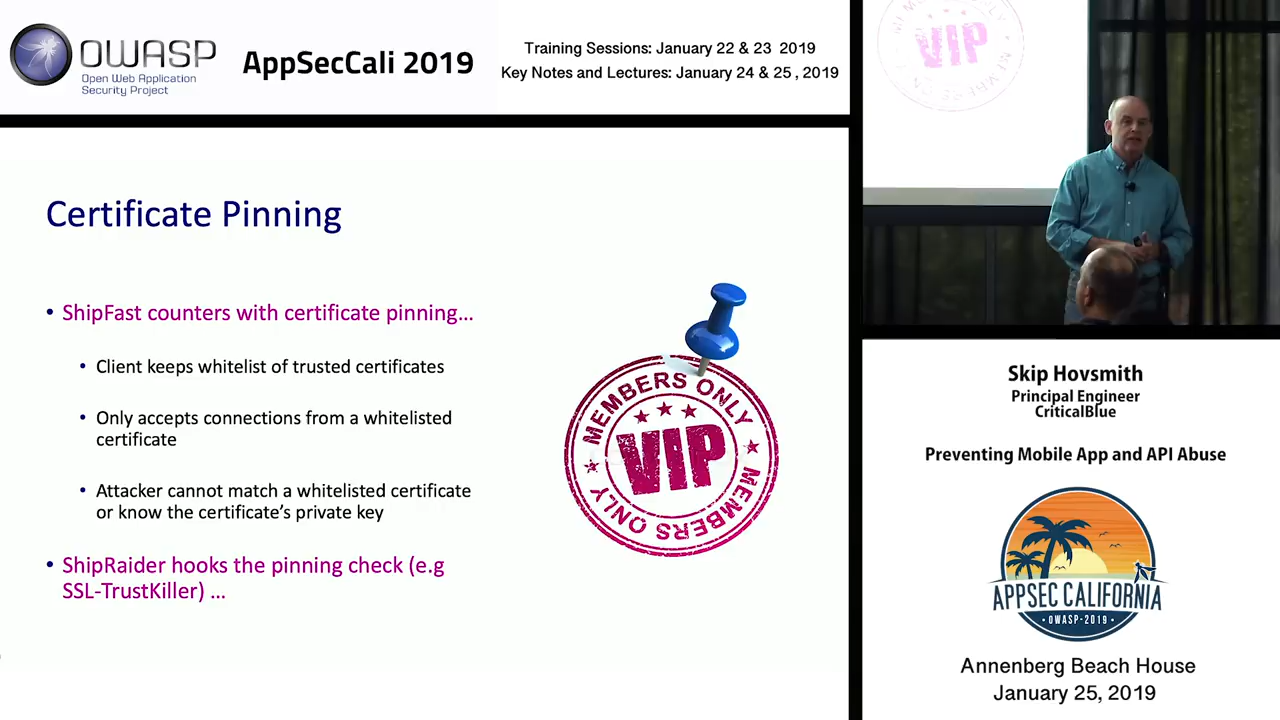 OWASP
Open Web Application
Security Project
AppSecCali 2019
Training Sessions: January 22 & 23 2019
Key Notes and Lectures: January 24 & 25 , 2019
Certificate Pinning
• ShipFast counters with certificate pinning...
• Client keeps whitelist of trusted certificates
• Only accepts connections from a whitelisted
certificate
• Attacker cannot match a whitelisted certificate
or know the certificate's private key
• ShipRaider hooks the pinning check (e.g
SSL-TrustKiller) ...
MEMBERS ONLY
VIP
MEMBERS ONLY
VIP
MEMBERS ON
Skip Hovsmith
Principal Engineer
CriticalBlue
Preventing Mobile App and API Abuse
APPSEC CALIFORNIA
• OWASP-2019 •
Annenberg Beach House
January 25, 2019